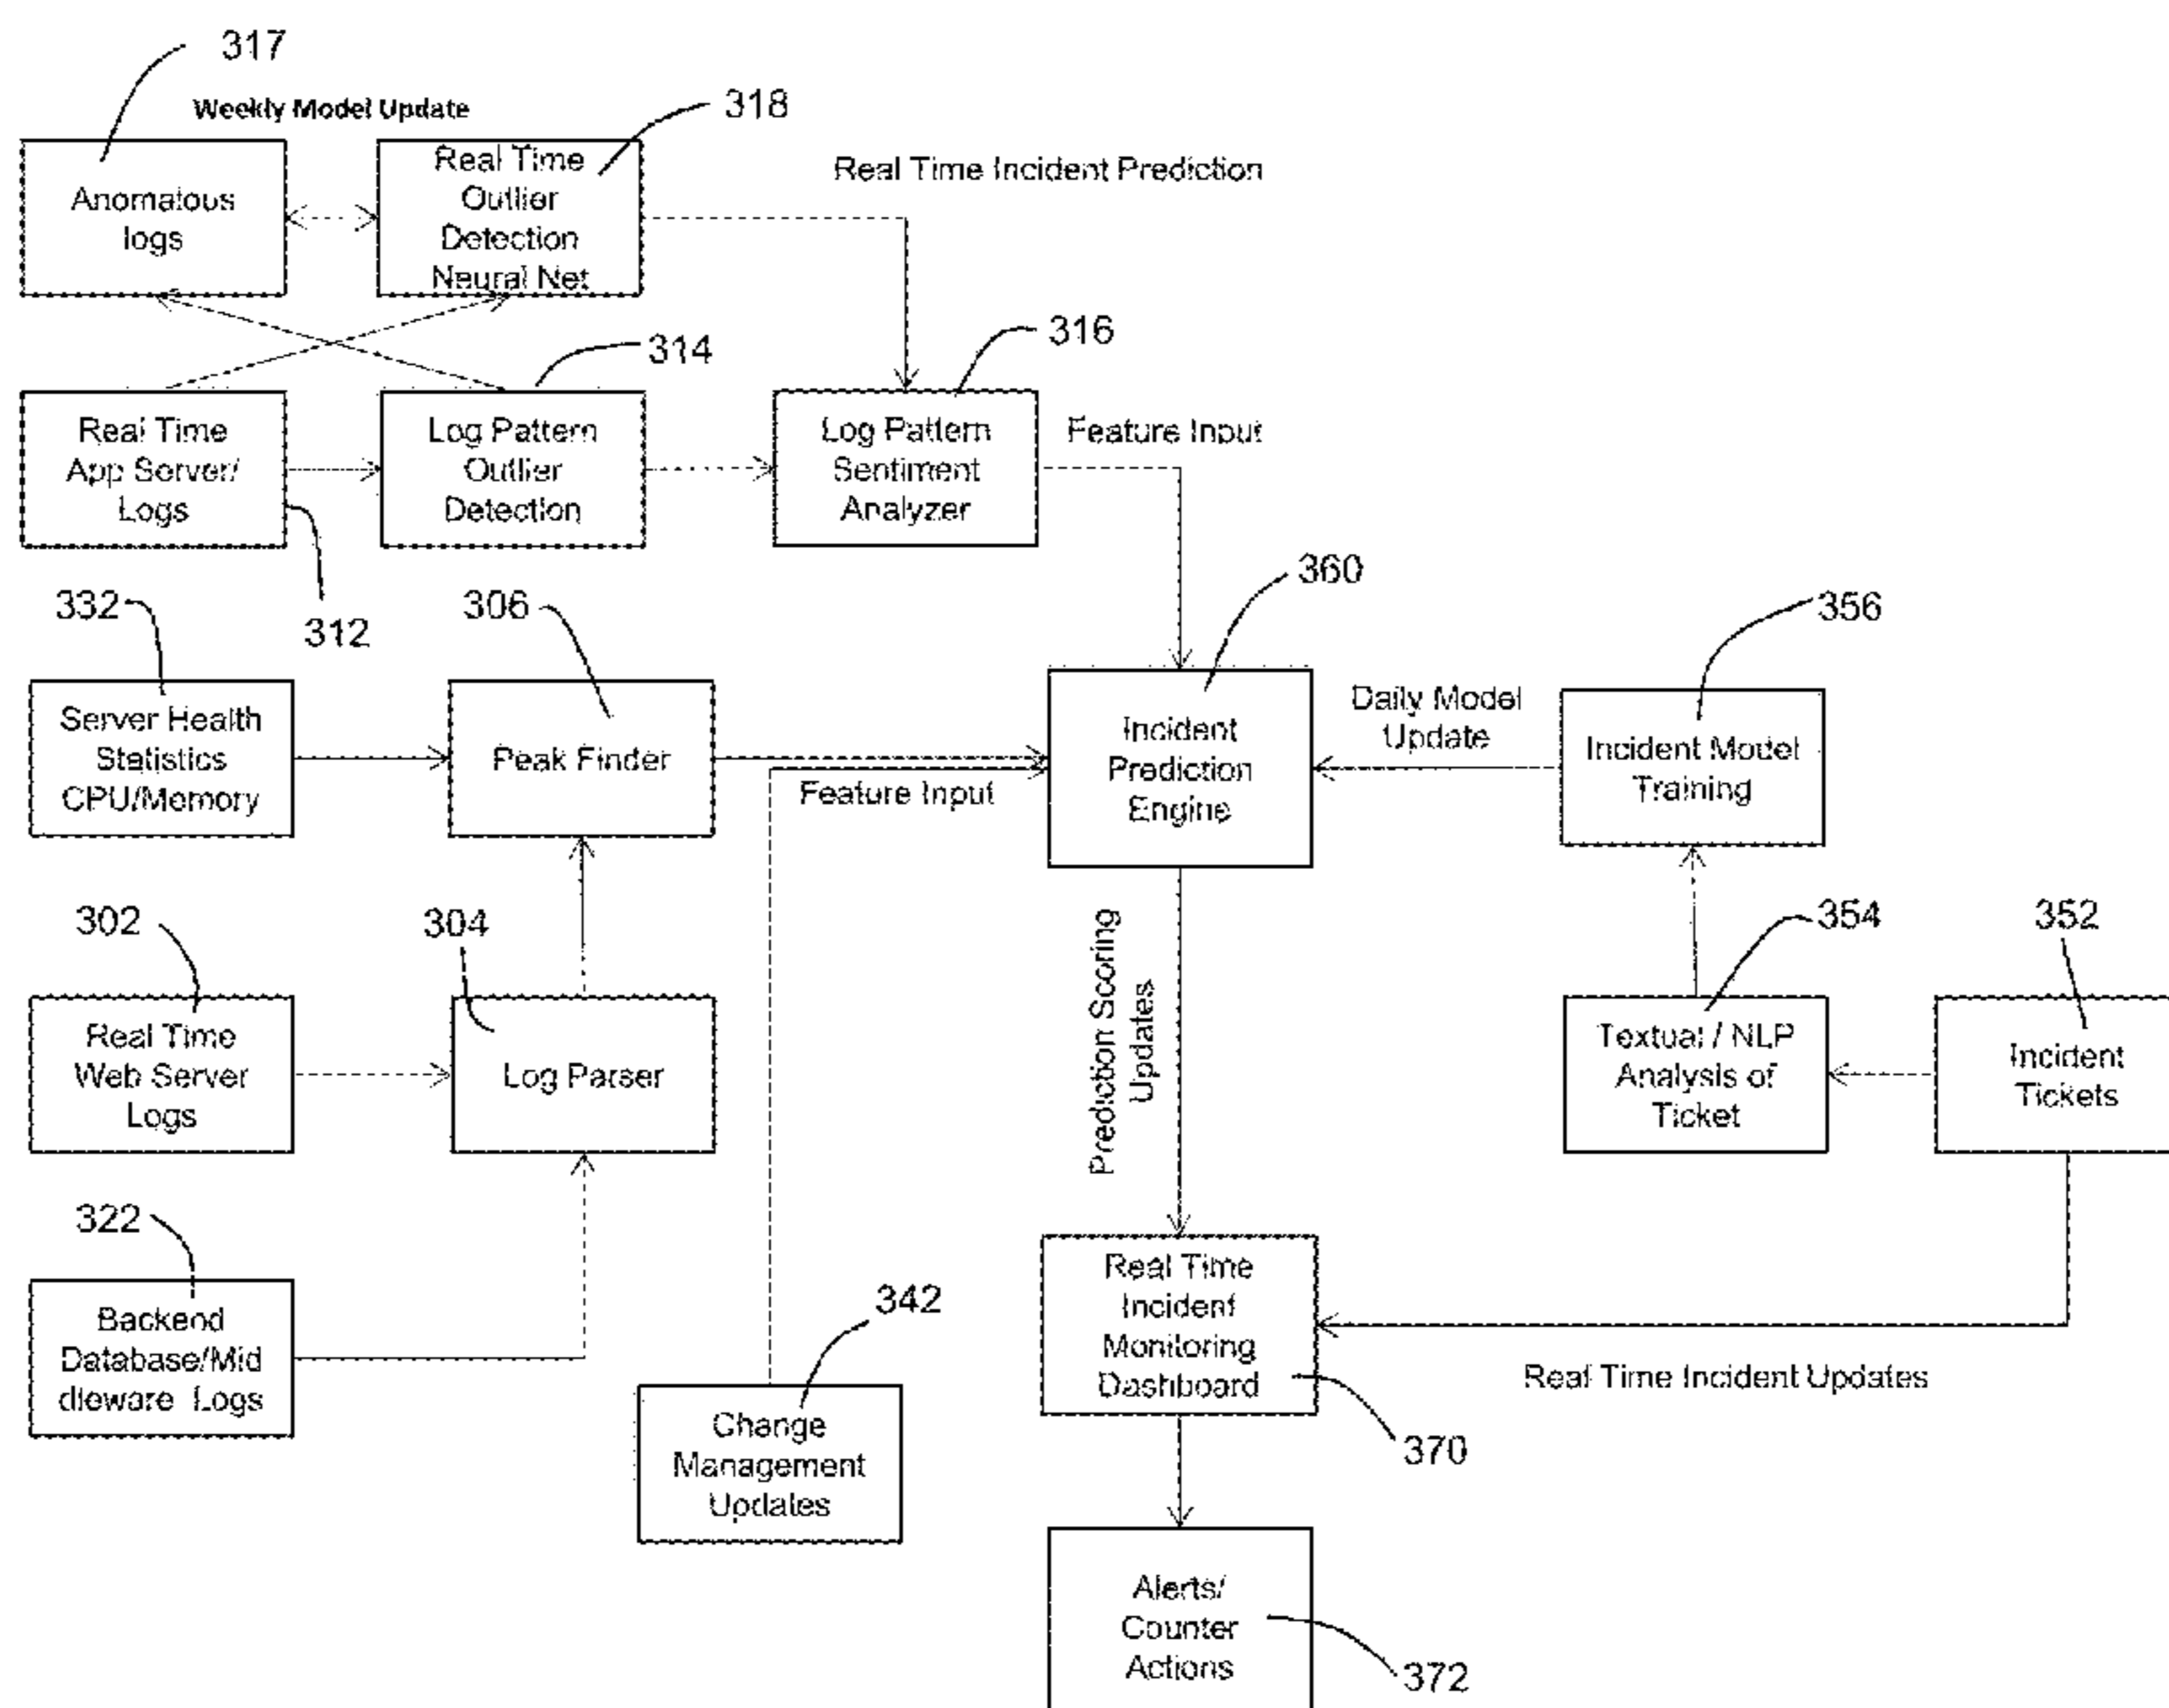 317
Weekly Model Update
318
Anomalous
logs
Real Time
Outlier
Detection
Neural Net
Real Time Incident Prediction
314
316
Real Time
App Server/
Logs
Log Pattern
Outlier
Detection
Log Pattern
Sentiment
Analyzer
Feature Input
312
332
306
360
356
Server Health
Statistics
CPU/Memory
Peak Finder
Feature Input
Incident
Prediction
Engine
Daily Model
Update
Incident Model
Training
302
304
354
352
Real Time
Web Server
Logs
Log Parser
Prediction Scoring
Updates
Textual / NLP
Analysis of
Ticket
Incident
Tickets
322
Backend
Database/Mid
dleware Logs
342
Change
Management
Updates
Real Time
Incident
Monitoring
Dashboard
370
Real Time Incident Updates
Alerts/
Counter
Actions
372